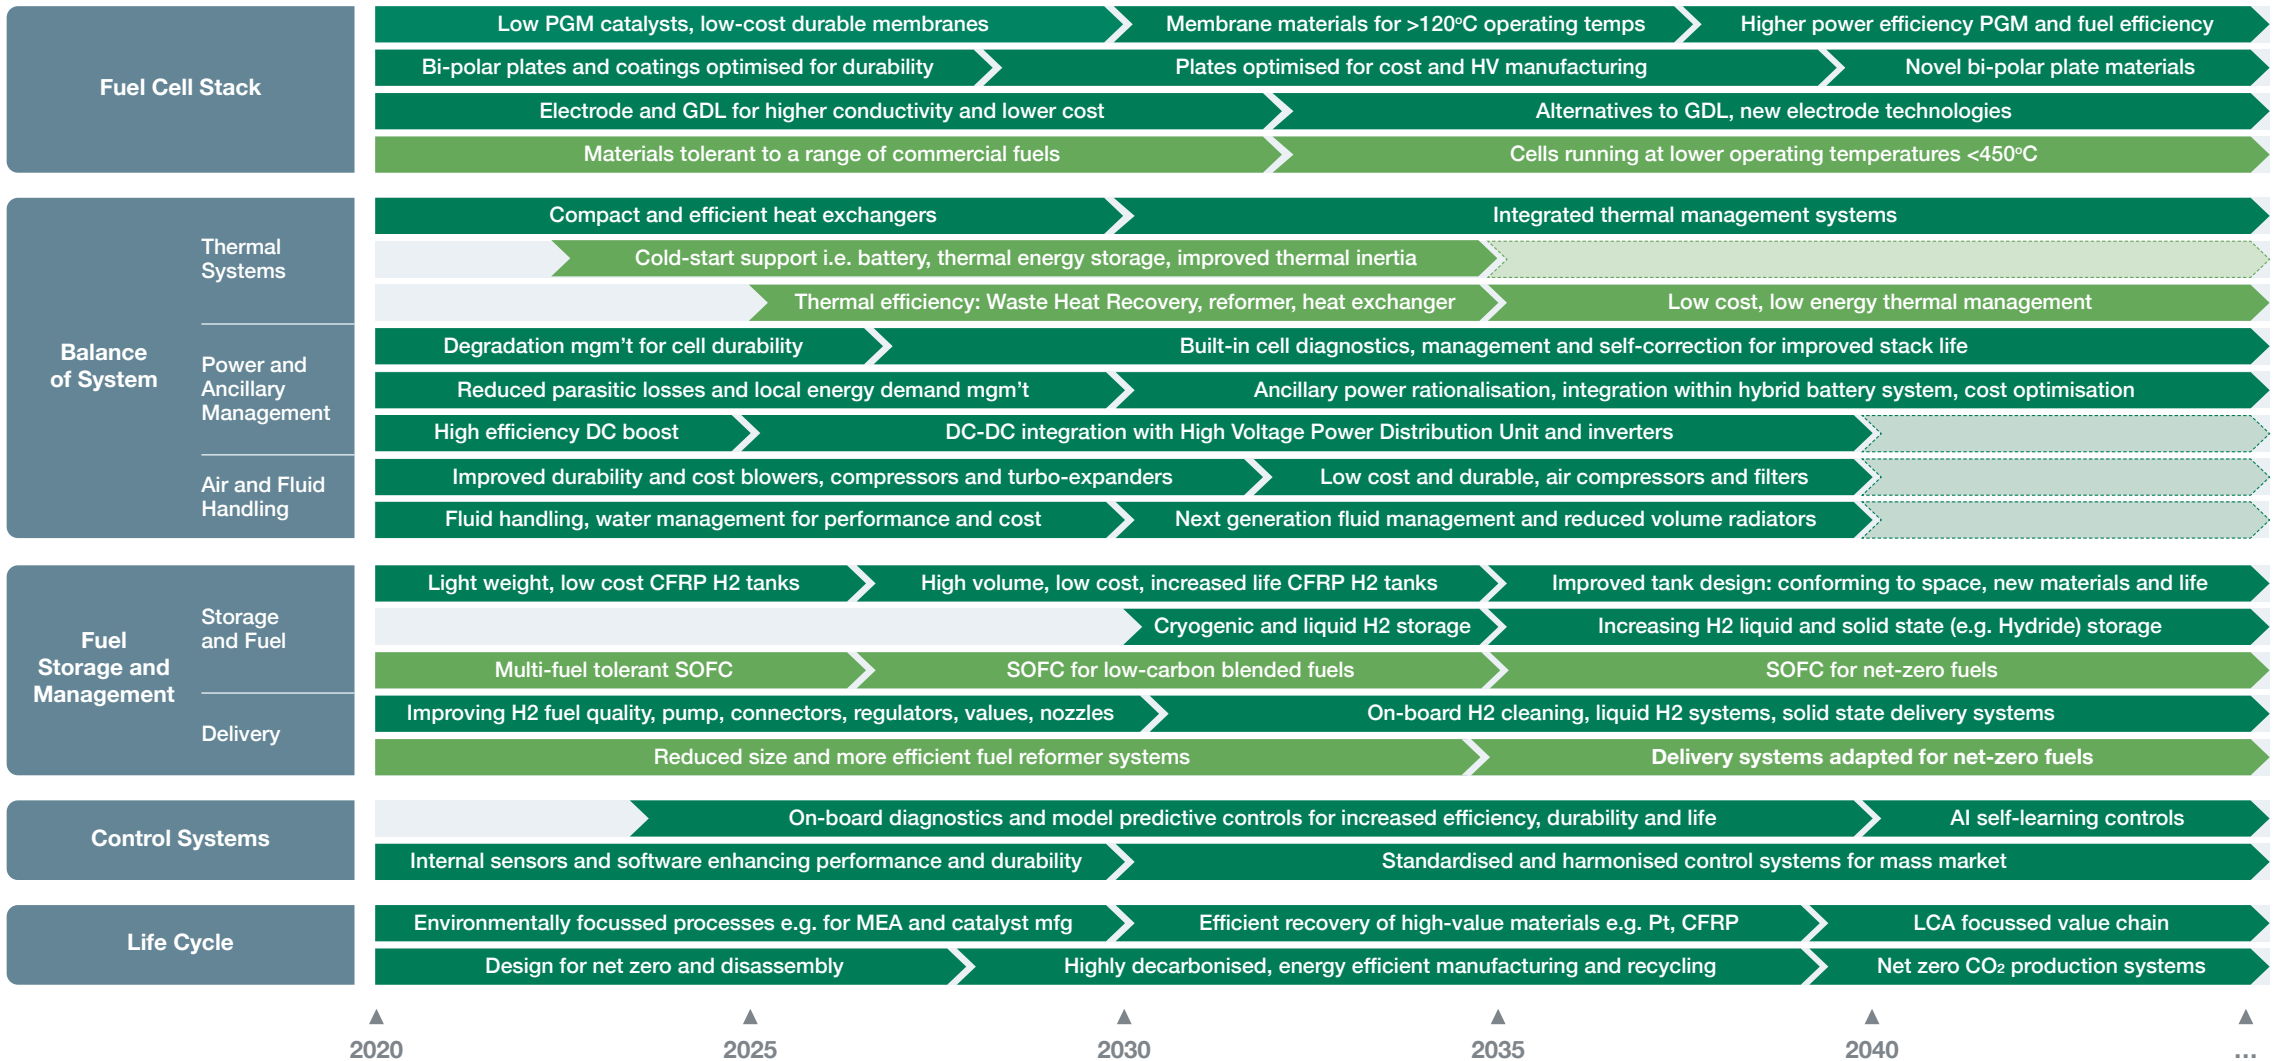 Fuel Cell Stack
Low PGM catalysts, low-cost durable membranes
Membrane materials for >120°C operating temps
Higher power efficiency PGM and fuel efficiency
Bi-polar plates and coatings optimised for durability
Plates optimised for cost and HV manufacturing
Novel bi-polar plate materials
Electrode and GDL for higher conductivity and lower cost
Alternatives to GDL, new electrode technologies
Materials tolerant to a range of commercial fuels
Cells running at lower operating temperatures <450°C
Balance
of System
Thermal
Systems
Compact and efficient heat exchangers
Integrated thermal management systems
Cold-start support i.e. battery, thermal energy storage, improved thermal inertia
Thermal efficiency: Waste Heat Recovery, reformer, heat exchanger
Low cost, low energy thermal management
Power and
Ancillary
Management
Degradation mgm't for cell durability
Built-in cell diagnostics, management and self-correction for improved stack life
Reduced parasitic losses and local energy demand mgm't
Ancillary power rationalisation, integration within hybrid battery system, cost optimisation
High efficiency DC boost
DC-DC integration with High Voltage Power Distribution Unit and inverters
Air and Fluid
Handling
Improved durability and cost blowers, compressors and turbo-expanders
Low cost and durable, air compressors and filters
Fluid handling, water management for performance and cost
Next generation fluid management and reduced volume radiators
Fuel
Storage and
Management
Storage
and Fuel
Light weight, low cost CFRP H2 tanks
High volume, low cost, increased life CFRP H2 tanks
Improved tank design: conforming to space, new materials and life
Cryogenic and liquid H2 storage
Increasing H2 liquid and solid state (e.g. Hydride) storage
Multi-fuel tolerant SOFC
SOFC for low-carbon blended fuels
SOFC for net-zero fuels
Delivery
Improving H2 fuel quality, pump, connectors, regulators, values, nozzles
On-board H2 cleaning, liquid H2 systems, solid state delivery systems
Reduced size and more efficient fuel reformer systems
Delivery systems adapted for net-zero fuels
Control Systems
On-board diagnostics and model predictive controls for increased efficiency, durability and life
AI self-learning controls
Internal sensors and software enhancing performance and durability
Standardised and harmonised control systems for mass market
Life Cycle
Environmentally focussed processes e.g. for MEA and catalyst mfg
Efficient recovery of high-value materials e.g. Pt, CFRP
LCA focussed value chain
Design for net zero and disassembly
Highly decarbonised, energy efficient manufacturing and recycling
Net zero CO₂ production systems
2020
2025
2030
2035
2040
...